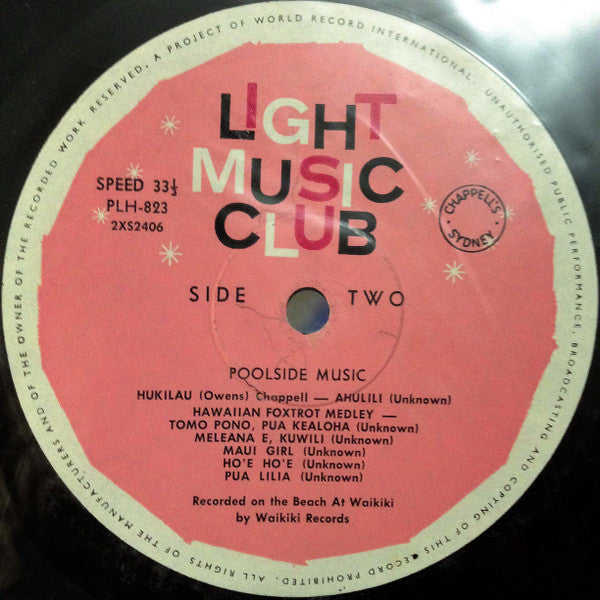 LIGHT
MUSIC
CLUB
SPEED 33⅓
PLH-823
2XS2406
CHAPPELL'S
SYDNEY
SIDE TWO
POOLSIDE MUSIC
HUKILAU (Owens) Chappell — AHULILI (Unknown)
HAWAIIAN FOXTROT MEDLEY —
TOMO PONO, PUA KEALOHA (Unknown)
MELEANA E, KUWILI (Unknown)
MAUI GIRL (Unknown)
HO'E HO'E (Unknown)
PUA LILIA (Unknown)
Recorded on the Beach At Waikiki
by Waikiki Records
ALL RIGHTS OF THE MANUFACTURERS AND OF THE OWNER OF THE RECORDED WORK RESERVED. A PROJECT OF WORLD RECORD INTERNATIONAL. UNAUTHORISED PUBLIC PERFORMANCE, BROADCASTING AND COPYING OF THIS RECORD PROHIBITED.